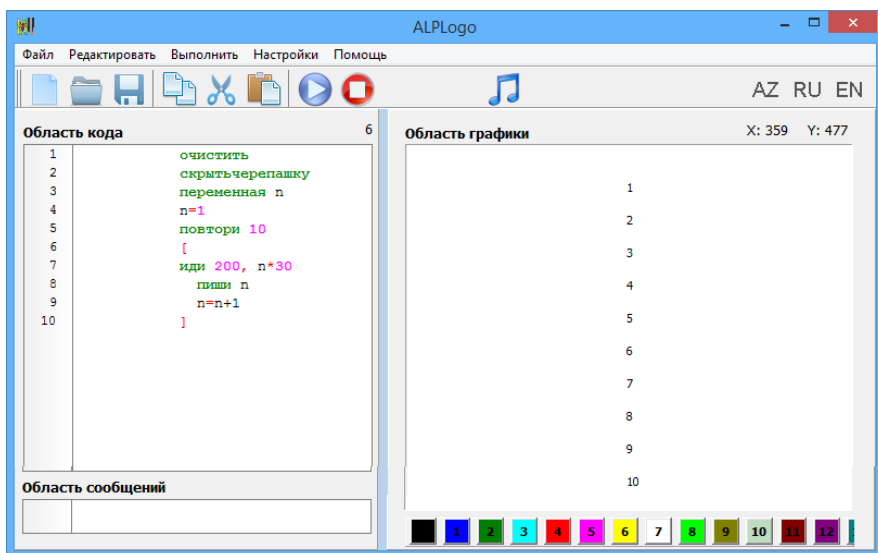 ALPLogo
Файл Редактировать Выполнить Настройки Помощь
AZ RU EN
Область кода 6
1 очистить
2 скрытьчерепашку
3 переменная n
4 n=1
5 повтори 10
6 [
7 иди 200, n*30
8 пиши n
9 n=n+1
10 ]
Область сообщений
Область графики X: 359 Y: 477
1
2
3
4
5
6
7
8
9
10
1 2 3 4 5 6 7 8 9 10 11 12